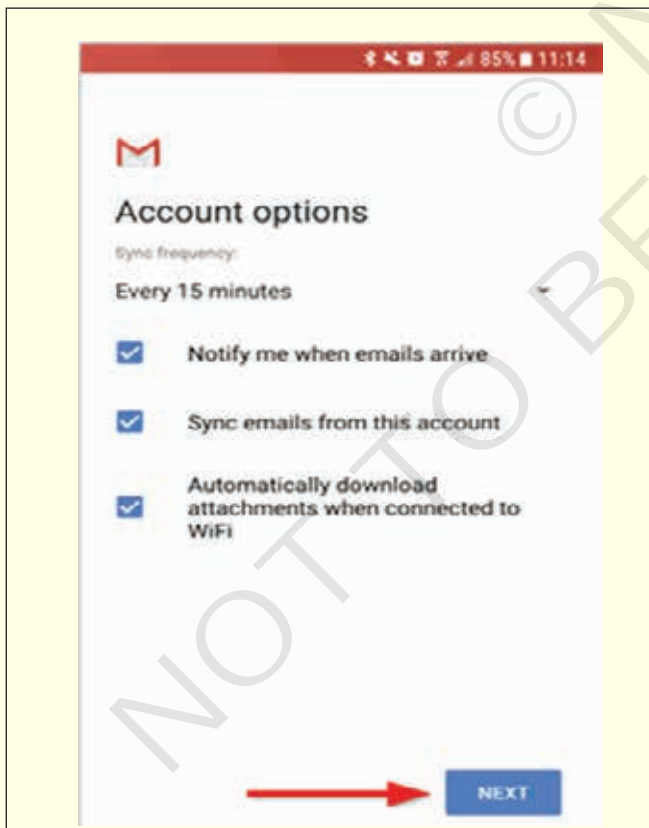 85% 11:14
Account options
Sync frequency:
Every 15 minutes
Notify me when emails arrive
Sync emails from this account
Automatically download
attachments when connected to
WiFi
NEXT
© N
NOT TO BE